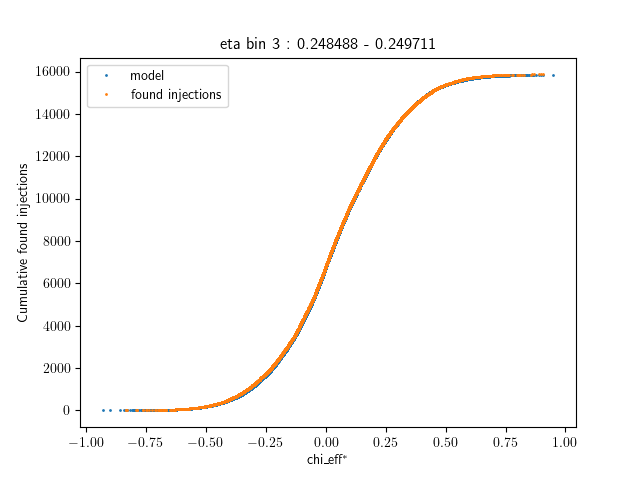 eta bin 3 : 0.248488 - 0.249711
model
found injections
Cumulative found injections
16000
14000
12000
10000
8000
6000
4000
2000
0
−1.00 −0.75 −0.50 −0.25 0.00 0.25 0.50 0.75 1.00
chi_eff*